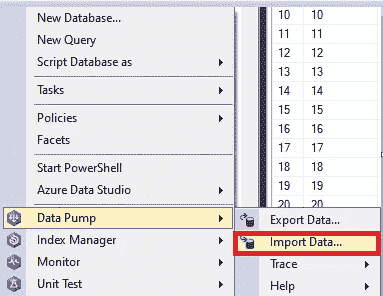 New Database...
New Query
Script Database as
Tasks
Policies
Facets
Start PowerShell
Azure Data Studio
Data Pump
Index Manager
Monitor
Unit Test
10 10
11 11
12 12
13 13
14 14
15 15
16 16
17 17
18 18
19 19
20 20
Export Data...
Import Data...
Trace
Help